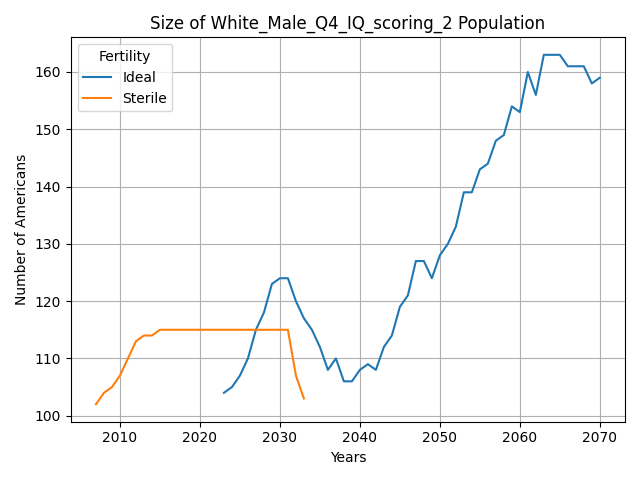 Size of White_Male_Q4_IQ_scoring_2 Population
Fertility
Ideal
Sterile
Number of Americans
160
150
140
130
120
110
100
2010 2020 2030 2040 2050 2060 2070
Years